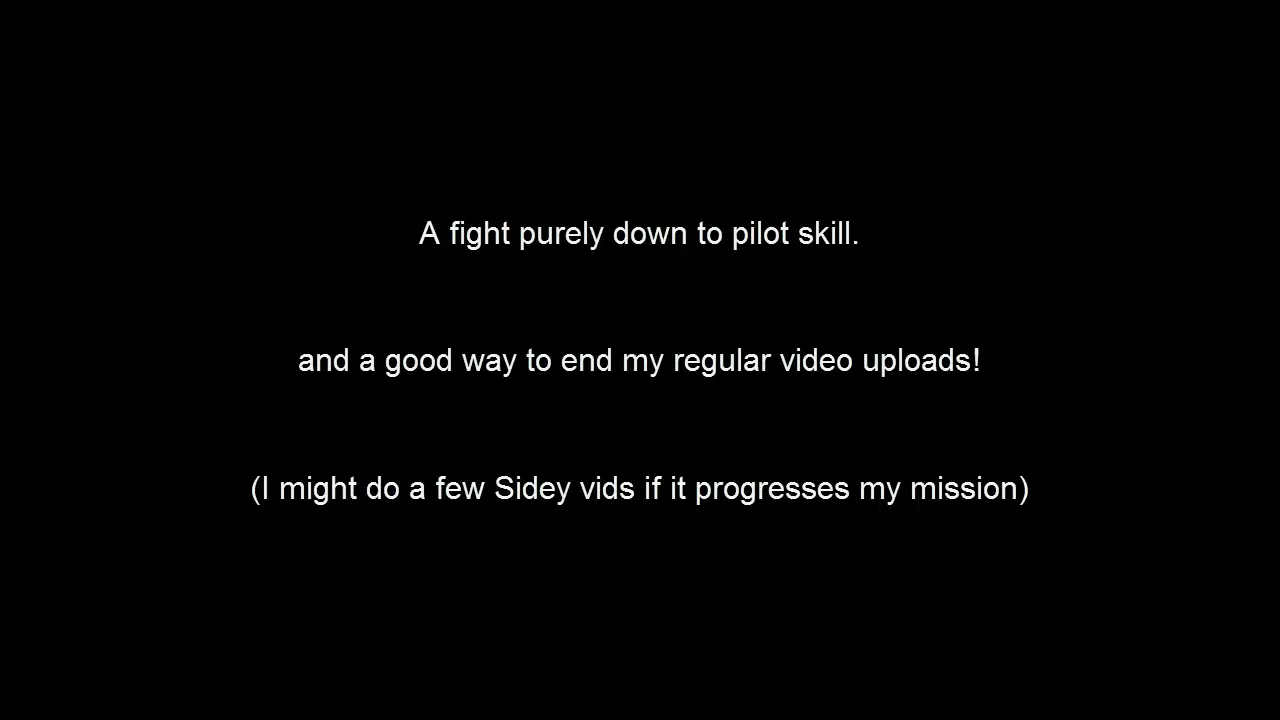 A fight purely down to pilot skill.
and a good way to end my regular video uploads!
(I might do a few Sidey vids if it progresses my mission)